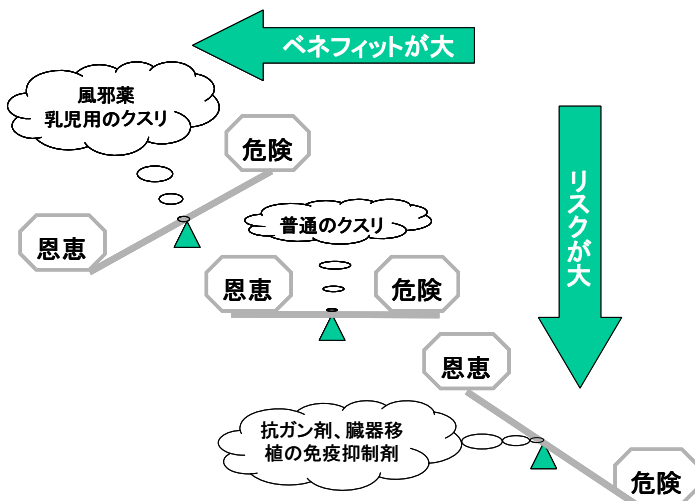 ベネフィットが大
風邪薬
乳児用のクスリ
危険
恩恵
リスクが大
普通のクスリ
恩恵
危険
恩恵
抗ガン剤、臓器移
植の免疫抑制剤
危険